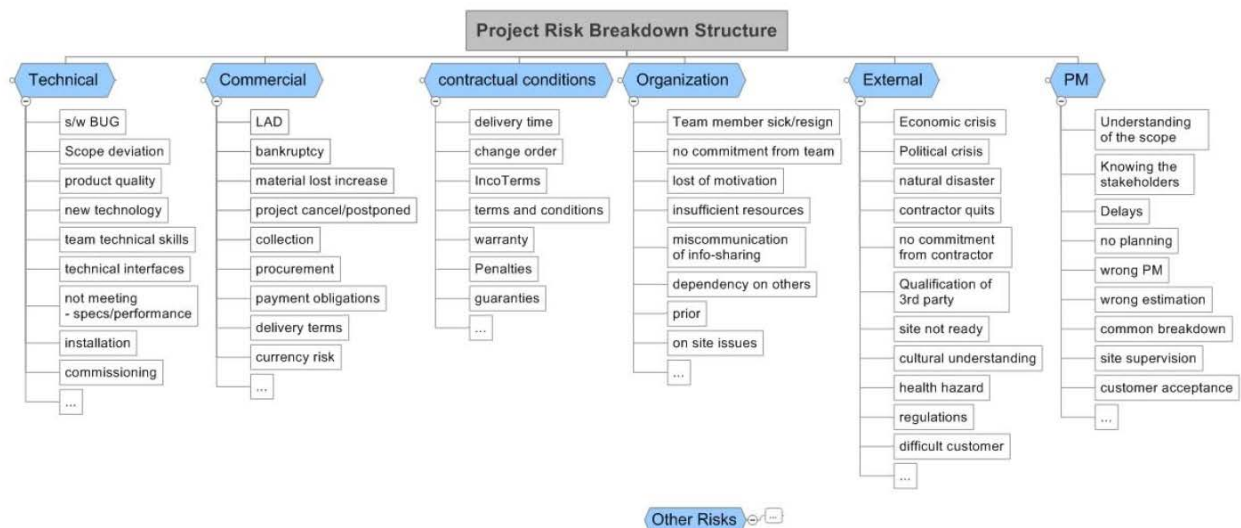 Project Risk Breakdown Structure
Technical
s/w BUG
Scope deviation
product quality
new technology
team technical skills
technical interfaces
not meeting
- specs/performance
installation
commissioning
...
Commercial
LAD
bankruptcy
material lost increase
project cancel/postponed
collection
procurement
payment obligations
delivery terms
currency risk
...
contractual conditions
delivery time
change order
IncoTerms
terms and conditions
warranty
Penalties
guaranties
...
Organization
Team member sick/resign
no commitment from team
lost of motivation
insufficient resources
miscommunication
of info-sharing
dependency on others
prior
on site issues
...
External
Economic crisis
Political crisis
natural disaster
contractor quits
no commitment
from contractor
Qualification of
3rd party
site not ready
cultural understanding
health hazard
regulations
difficult customer
...
PM
Understanding
of the scope
Knowing the
stakeholders
Delays
no planning
wrong PM
wrong estimation
common breakdown
site supervision
customer acceptance
...
Other Risks
...